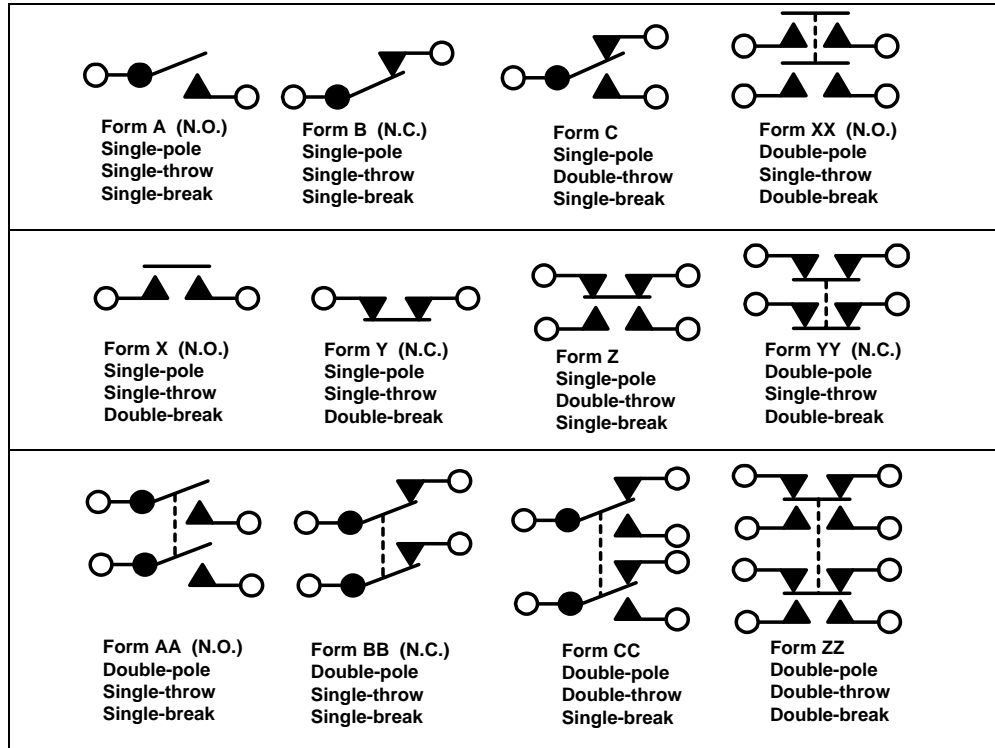 Form A (N.O.)
Single-pole
Single-throw
Single-break
Form B (N.C.)
Single-pole
Single-throw
Single-break
Form C
Single-pole
Double-throw
Single-break
Form XX (N.O.)
Double-pole
Single-throw
Double-break
Form X (N.O.)
Single-pole
Single-throw
Double-break
Form Y (N.C.)
Single-pole
Single-throw
Double-break
Form Z
Single-pole
Double-throw
Single-break
Form YY (N.C.)
Double-pole
Single-throw
Double-break
Form AA (N.O.)
Double-pole
Single-throw
Single-break
Form BB (N.C.)
Double-pole
Single-throw
Single-break
Form CC
Double-pole
Double-throw
Single-break
Form ZZ
Double-pole
Double-throw
Double-break